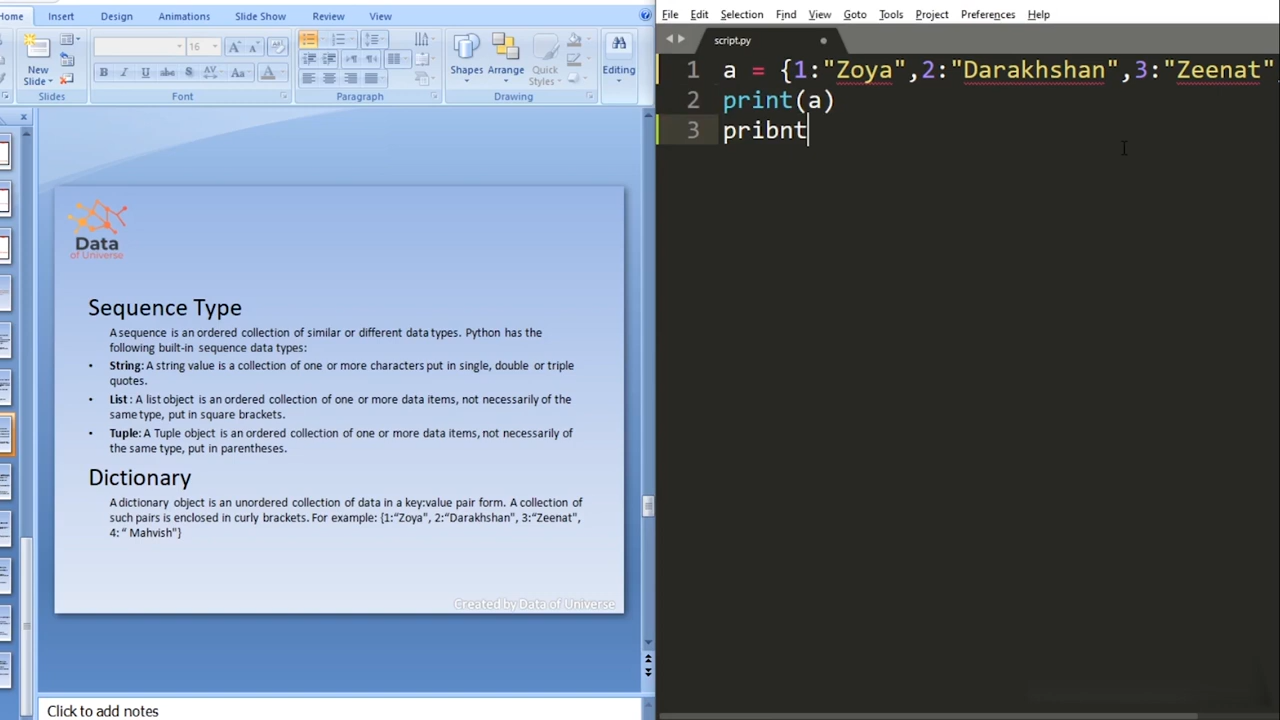 Home Insert Design Animations Slide Show Review View
16
New
Slide
Slides
B I U abe AV Aa A
Font
Paragraph
Shapes Arrange Quick
Styles
Drawing
Editing
Data
of Universe
Sequence Type
A sequence is an ordered collection of similar or different data types. Python has the
following built-in sequence data types:
• String: A string value is a collection of one or more characters put in single, double or triple
quotes.
• List : A list object is an ordered collection of one or more data items, not necessarily of the
same type, put in square brackets.
• Tuple: A Tuple object is an ordered collection of one or more data items, not necessarily of
the same type, put in parentheses.
Dictionary
A dictionary object is an unordered collection of data in a key:value pair form. A collection of
such pairs is enclosed in curly brackets. For example: {1:“Zoya", 2:“Darakhshan", 3:“Zeenat",
4: “ Mahvish"}
Created by Data of Universe
Click to add notes
File Edit Selection Find View Goto Tools Project Preferences Help
script.py
1 a = {1:"Zoya",2:"Darakhshan",3:"Zeenat"
2 print(a)
3 pribnt